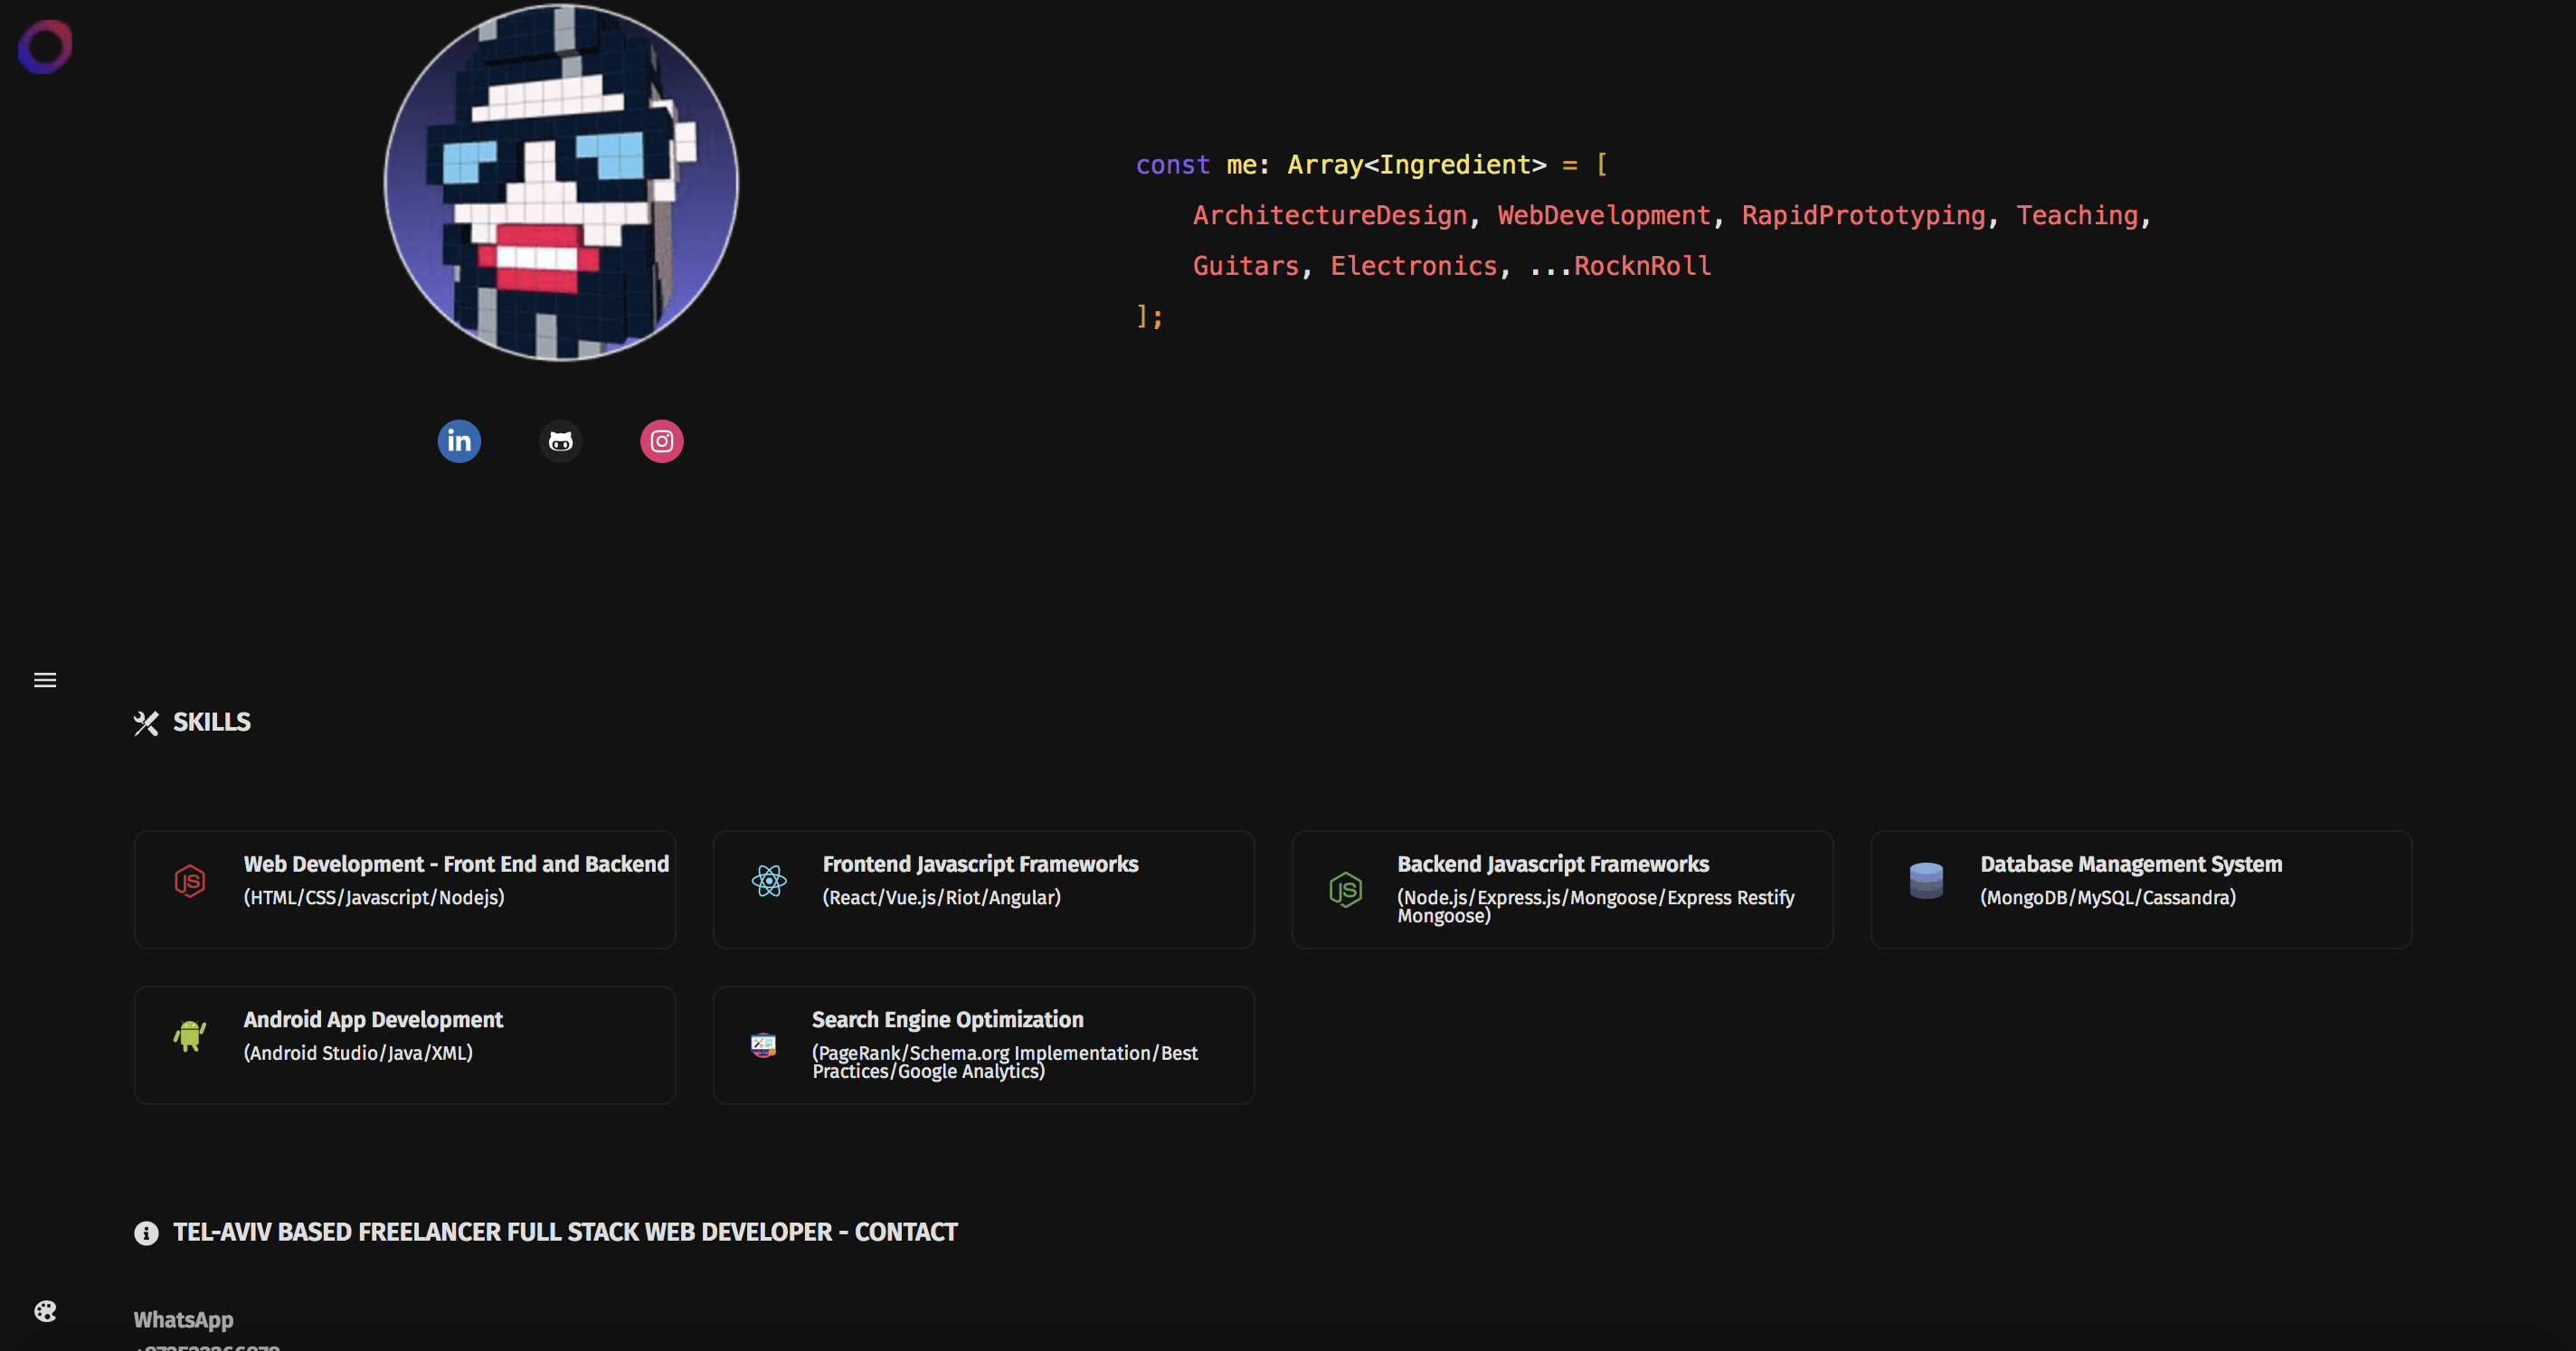 const me: Array<Ingredient> = [
ArchitectureDesign, WebDevelopment, RapidPrototyping, Teaching,
Guitars, Electronics, ...RocknRoll
];
in
SKILLS
JS
Web Development - Front End and Backend
(HTML/CSS/Javascript/Nodejs)
Frontend Javascript Frameworks
(React/Vue.js/Riot/Angular)
JS
Backend Javascript Frameworks
(Node.js/Express.js/Mongoose/Express Restify
Mongoose)
Database Management System
(MongoDB/MySQL/Cassandra)
Android App Development
(Android Studio/Java/XML)
Search Engine Optimization
(PageRank/Schema.org Implementation/Best
Practices/Google Analytics)
TEL-AVIV BASED FREELANCER FULL STACK WEB DEVELOPER - CONTACT
WhatsApp